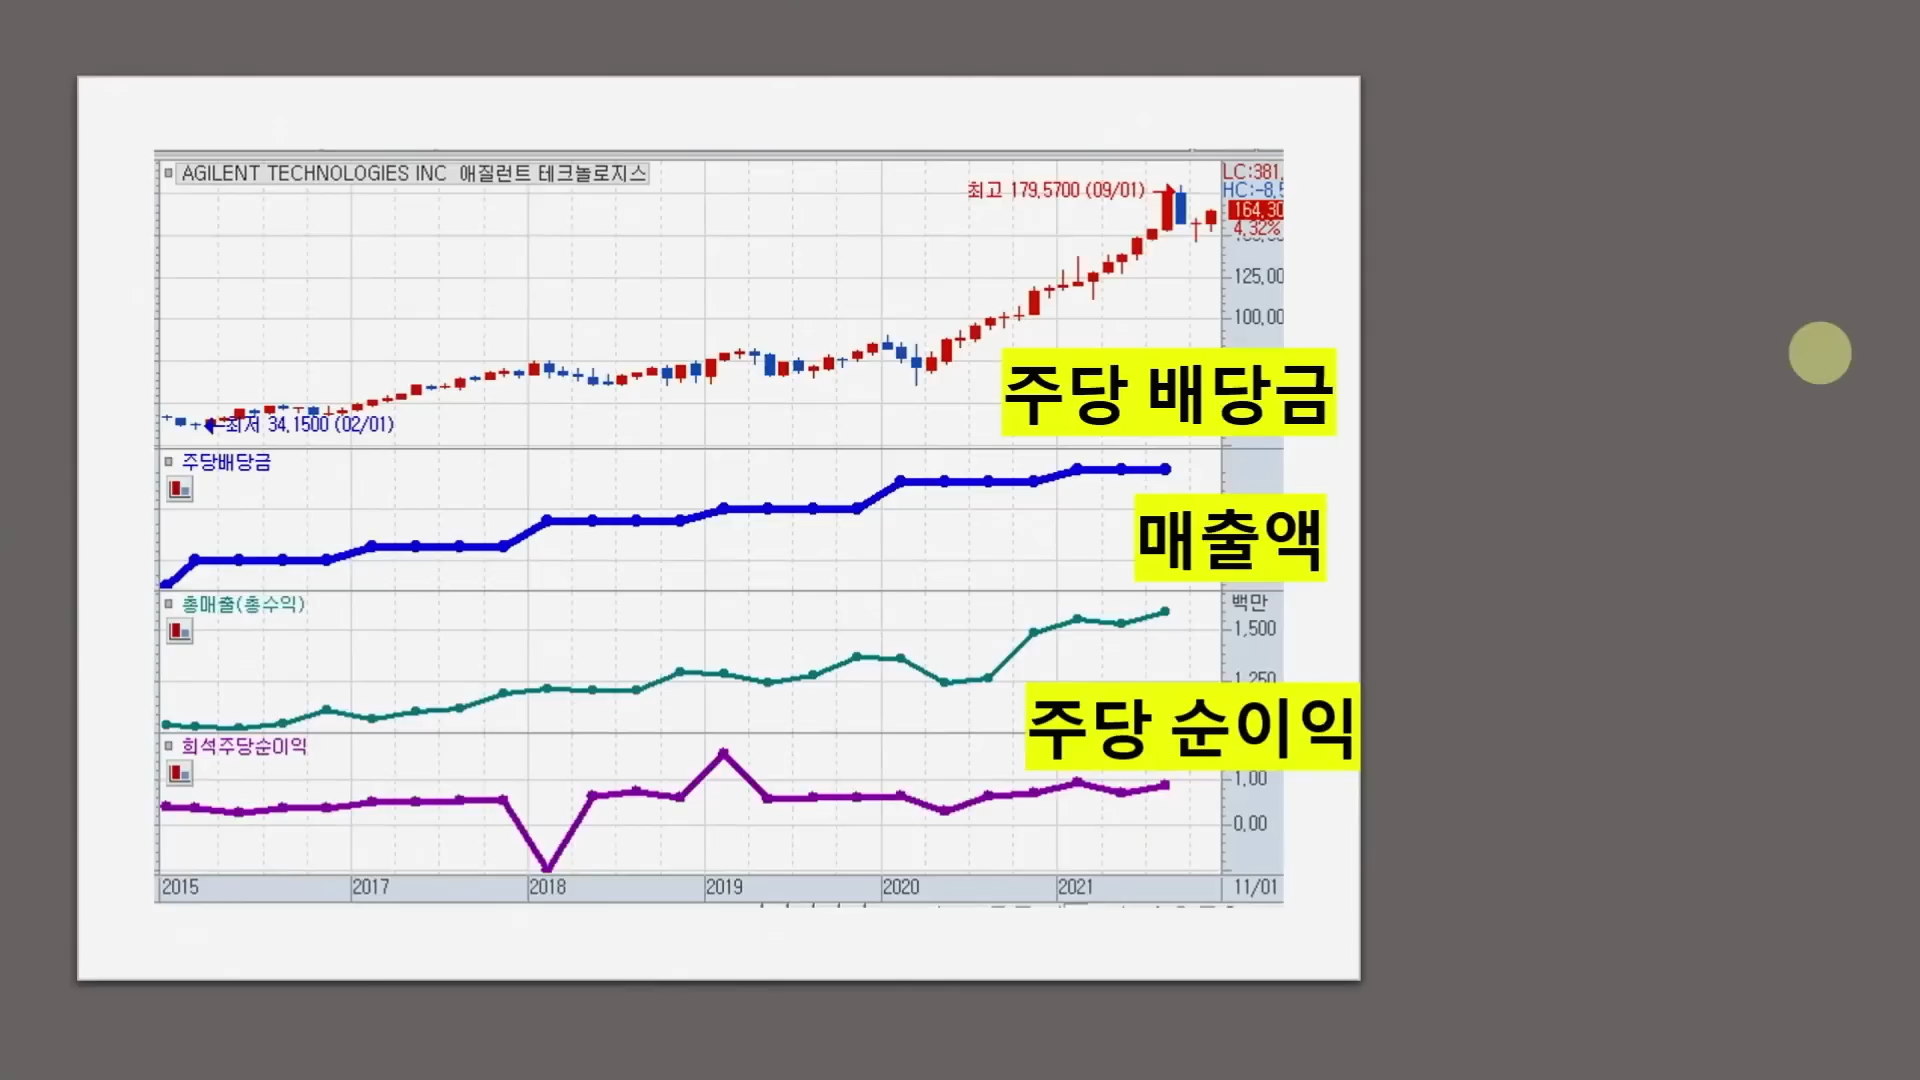 AGILENT TECHNOLOGIES INC 애질런트 테크놀로지스
최고 179,5700 (09/01)
LC:381,
HC:-8,5
164,30
4,32%
125,00
100,00
최저 34,1500 (02/01)
주당 배당금
주당배당금
매출액
총매출(총수익)
백만
1,500
1,250
주당 순이익
희석주당순이익
1,00
0,00
2015
2017
2018
2019
2020
2021
11/01